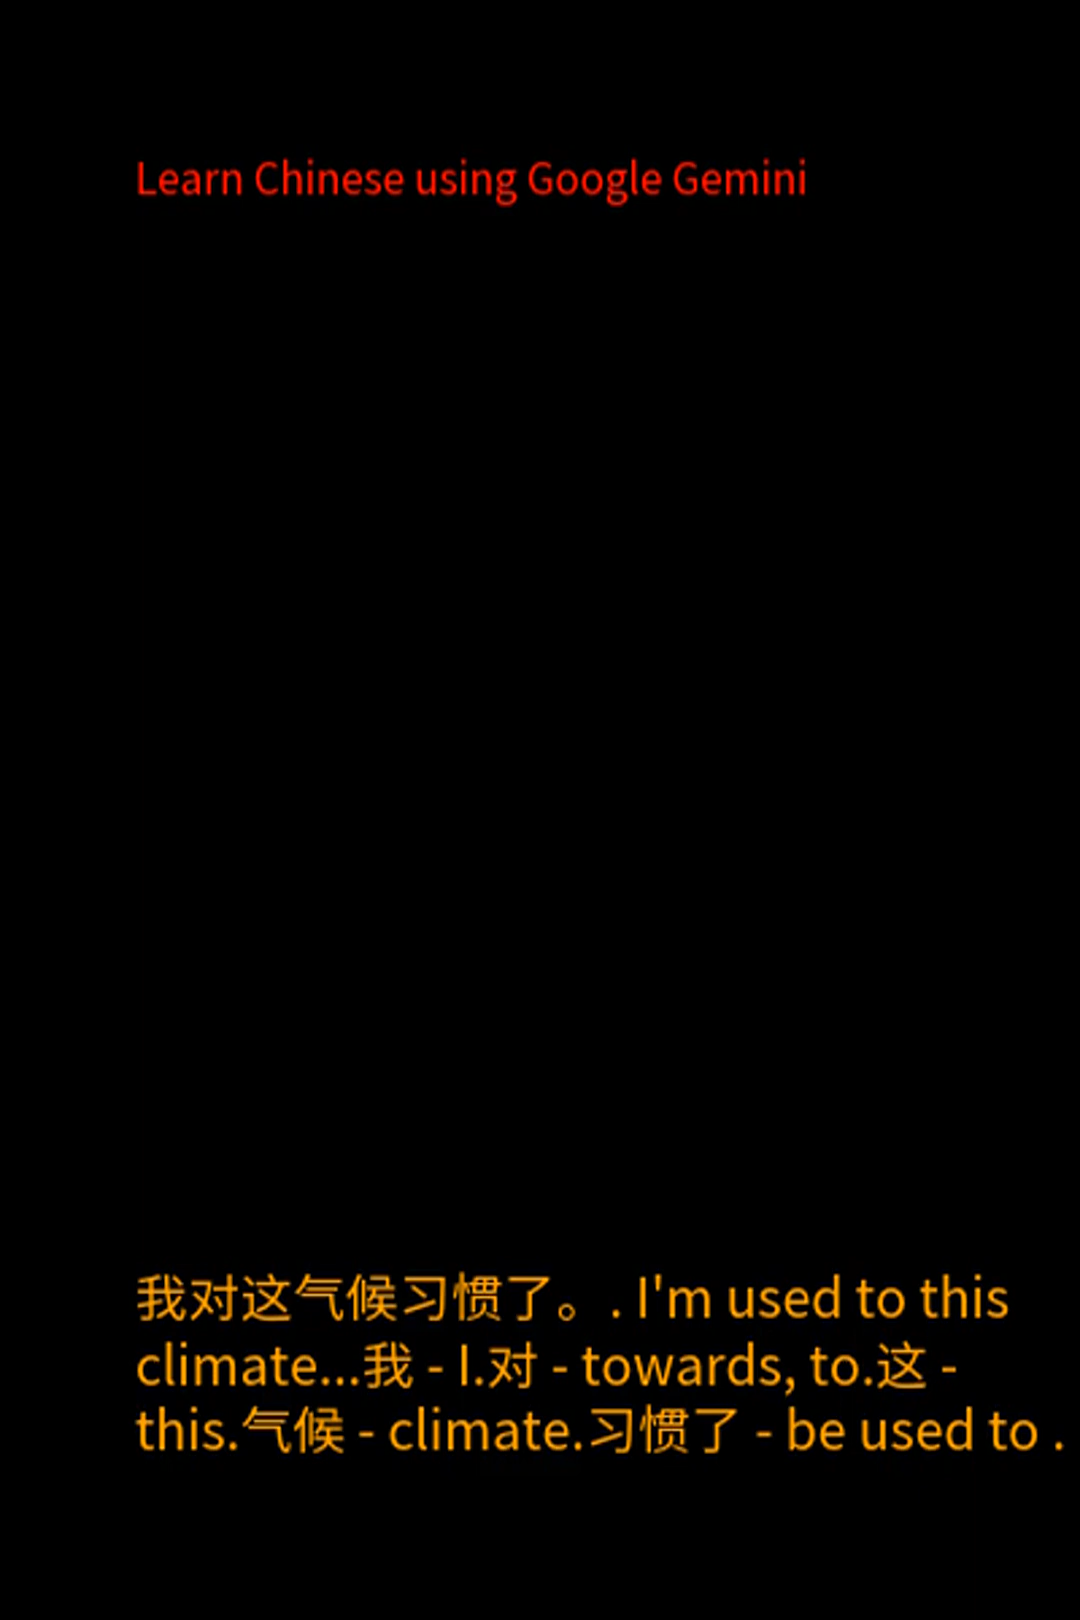 Learn Chinese using Google Gemini
我对这气候习惯了。. I'm used to this
climate...我 - I.对 - towards, to.这 -
this.气候 - climate.习惯了 - be used to .